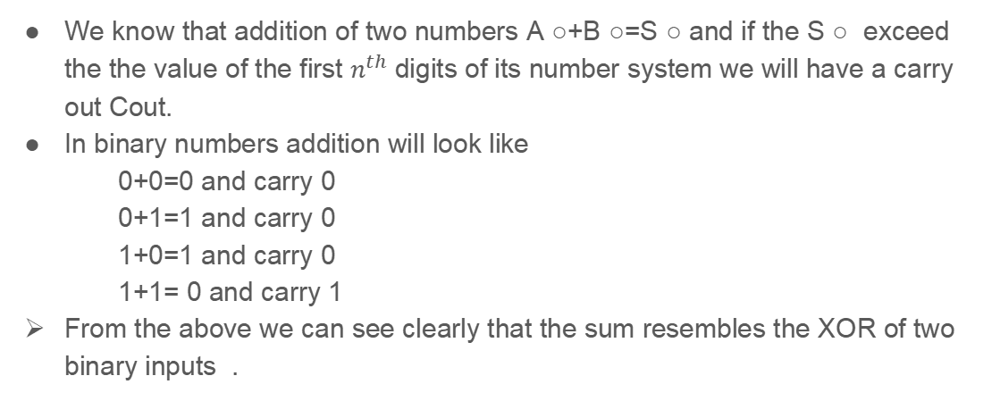 ● We know that addition of two numbers A ○+B ○=S ○ and if the S ○ exceed
the the value of the first nᵗʰ digits of its number system we will have a carry
out Cout.
● In binary numbers addition will look like
0+0=0 and carry 0
0+1=1 and carry 0
1+0=1 and carry 0
1+1= 0 and carry 1
➢ From the above we can see clearly that the sum resembles the XOR of two
binary inputs .